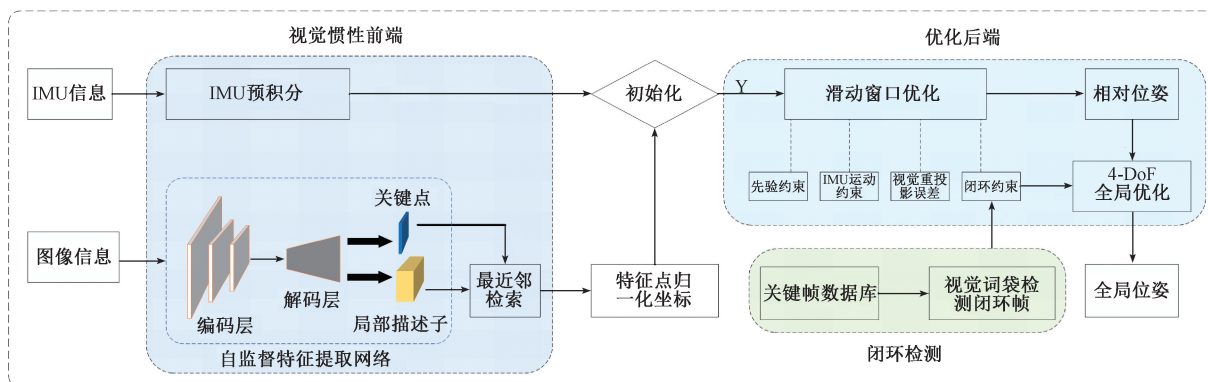 视觉惯性前端
优化后端
IMU信息
IMU预积分
初始化
Y
滑动窗口优化
相对位姿
先验约束
IMU运动
约束
视觉重投
影误差
闭环约束
4-DoF
全局优化
关键点
图像信息
编码层
解码层
局部描述子
最近邻
检索
特征点归
一化坐标
自监督特征提取网络
关键帧数据库
视觉词袋检
测闭环帧
全局位姿
闭环检测